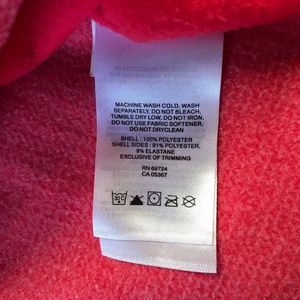 MACHINE WASH COLD, WASH
SEPARATELY, DO NOT BLEACH,
TUMBLE DRY LOW, DO NOT IRON,
DO NOT USE FABRIC SOFTENER,
DO NOT DRYCLEAN
SHELL : 100% POLYESTER
SHELL SIDES : 91% POLYESTER,
9% ELASTANE
EXCLUSIVE OF TRIMMING
RN 69724
CA 05367
30C